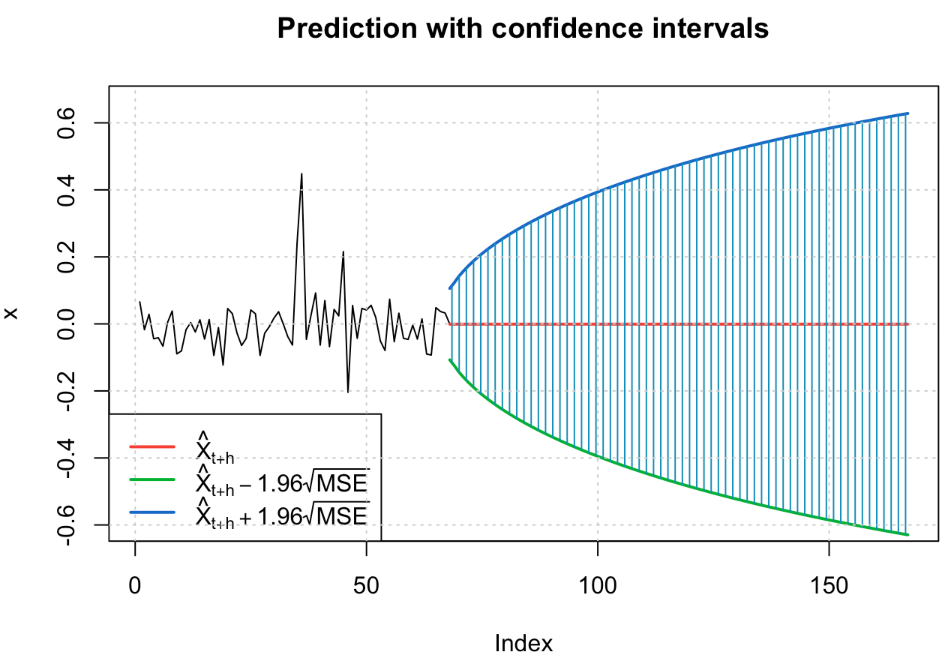 Prediction with confidence intervals
x
0.6
0.4
0.2
0.0
-0.2
-0.4
-0.6
X̂t+h
X̂t+h − 1.96√MSE
X̂t+h + 1.96√MSE
0 50 100 150
Index